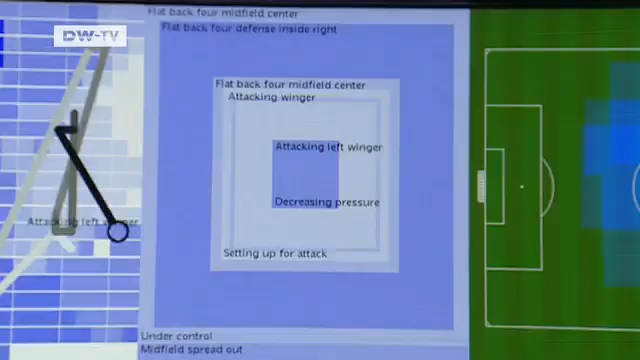 Flat back four midfield center
Flat back four defense inside right
DW-TV
Flat back four midfield center
Attacking winger
Attacking left winger
Decreasing pressure
Attacking left winger
Setting up for attack
Under control
Midfield spread out